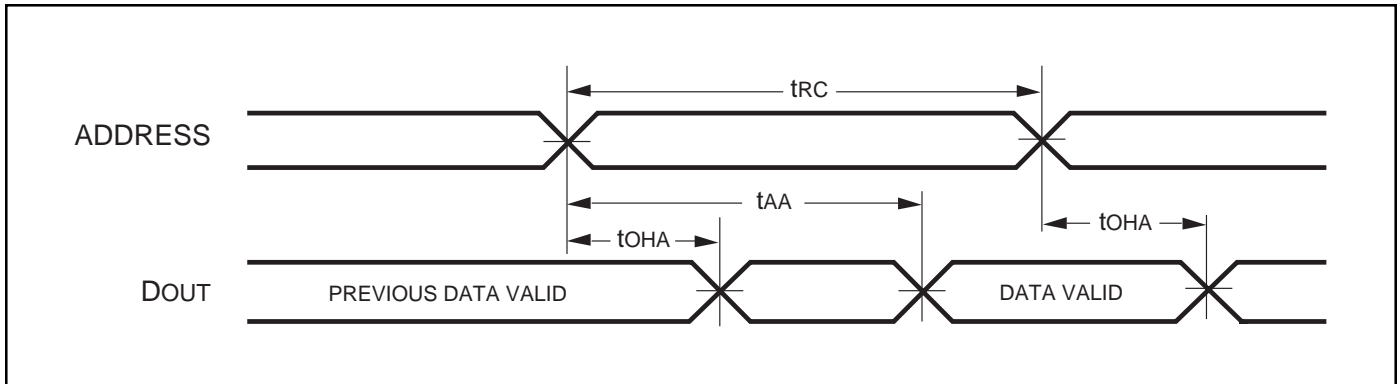 tRC
ADDRESS
tAA
tOHA
tOHA
DOUT
PREVIOUS DATA VALID
DATA VALID